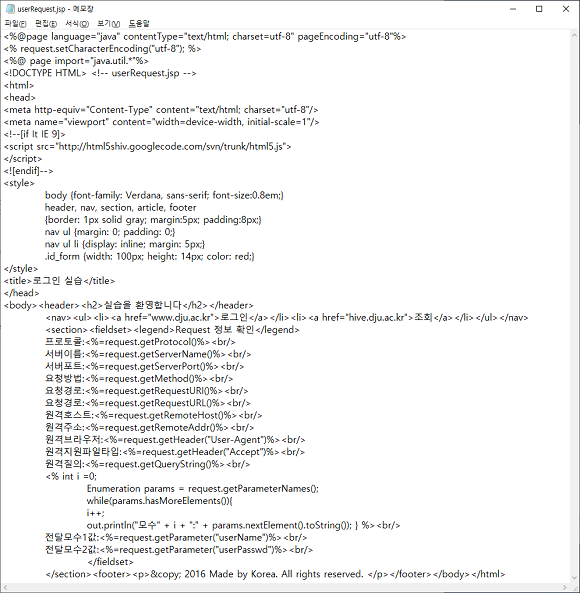 userRequest.jsp - 메모장
파일(F) 편집(E) 서식(O) 보기(V) 도움말
<%@page language="java" contentType="text/html; charset=utf-8" pageEncoding="utf-8"%>
<% request.setCharacterEncoding("utf-8"); %>
<%@ page import="java.util.*"%>
<!DOCTYPE HTML> <!-- userRequest.jsp -->
<html>
<head>
<meta http-equiv="Content-Type" content="text/html; charset="utf-8"/>
<meta name="viewport" content="width=device-width, initial-scale=1"/>
<!--[if lt IE 9]>
<script src="http://html5shiv.googlecode.com/svn/trunk/html5.js">
</script>
<![endif]-->
<style>
body {font-family: Verdana, sans-serif; font-size:0.8em;}
header, nav, section, article, footer
{border: 1px solid gray; margin:5px; padding:8px;}
nav ul {margin: 0; padding: 0;}
nav ul li {display: inline; margin: 5px;}
.id_form {width: 100px; height: 14px; color: red;}
</style>
<title>로그인 실습</title>
</head>
<body><header><h2>실습을 환영합니다</h2></header>
<nav><ul><li><a href="www.dju.ac.kr">로그인</a></li><li><a href="hive.dju.ac.kr">조회</a></li></ul></nav>
<section><fieldset><legend>Request 정보 확인</legend>
프로토콜:<%=request.getProtocol()%><br/>
서버이름:<%=request.getServerName()%><br/>
서버포트:<%=request.getServerPort()%><br/>
요청방법:<%=request.getMethod()%><br/>
요청경로:<%=request.getRequestURI()%><br/>
요청경로:<%=request.getRequestURL()%><br/>
원격호스트:<%=request.getRemoteHost()%><br/>
원격주소:<%=request.getRemoteAddr()%><br/>
원격브라우저:<%=request.getHeader("User-Agent")%><br/>
원격지원파일타입:<%=request.getHeader("Accept")%><br/>
원격질의:<%=request.getQueryString()%><br/>
<% int i =0;
Enumeration params = request.getParameterNames();
while(params.hasMoreElements()){
i++;
out.println("모수" + i + ":" + params.nextElement().toString()); } %><br/>
전달모수1값:<%=request.getParameter("userName")%><br/>
전달모수2값:<%=request.getParameter("userPasswd")%><br/>
</fieldset>
</section><footer><p>&copy; 2016 Made by Korea. All rights reserved. </p></footer></body></html>